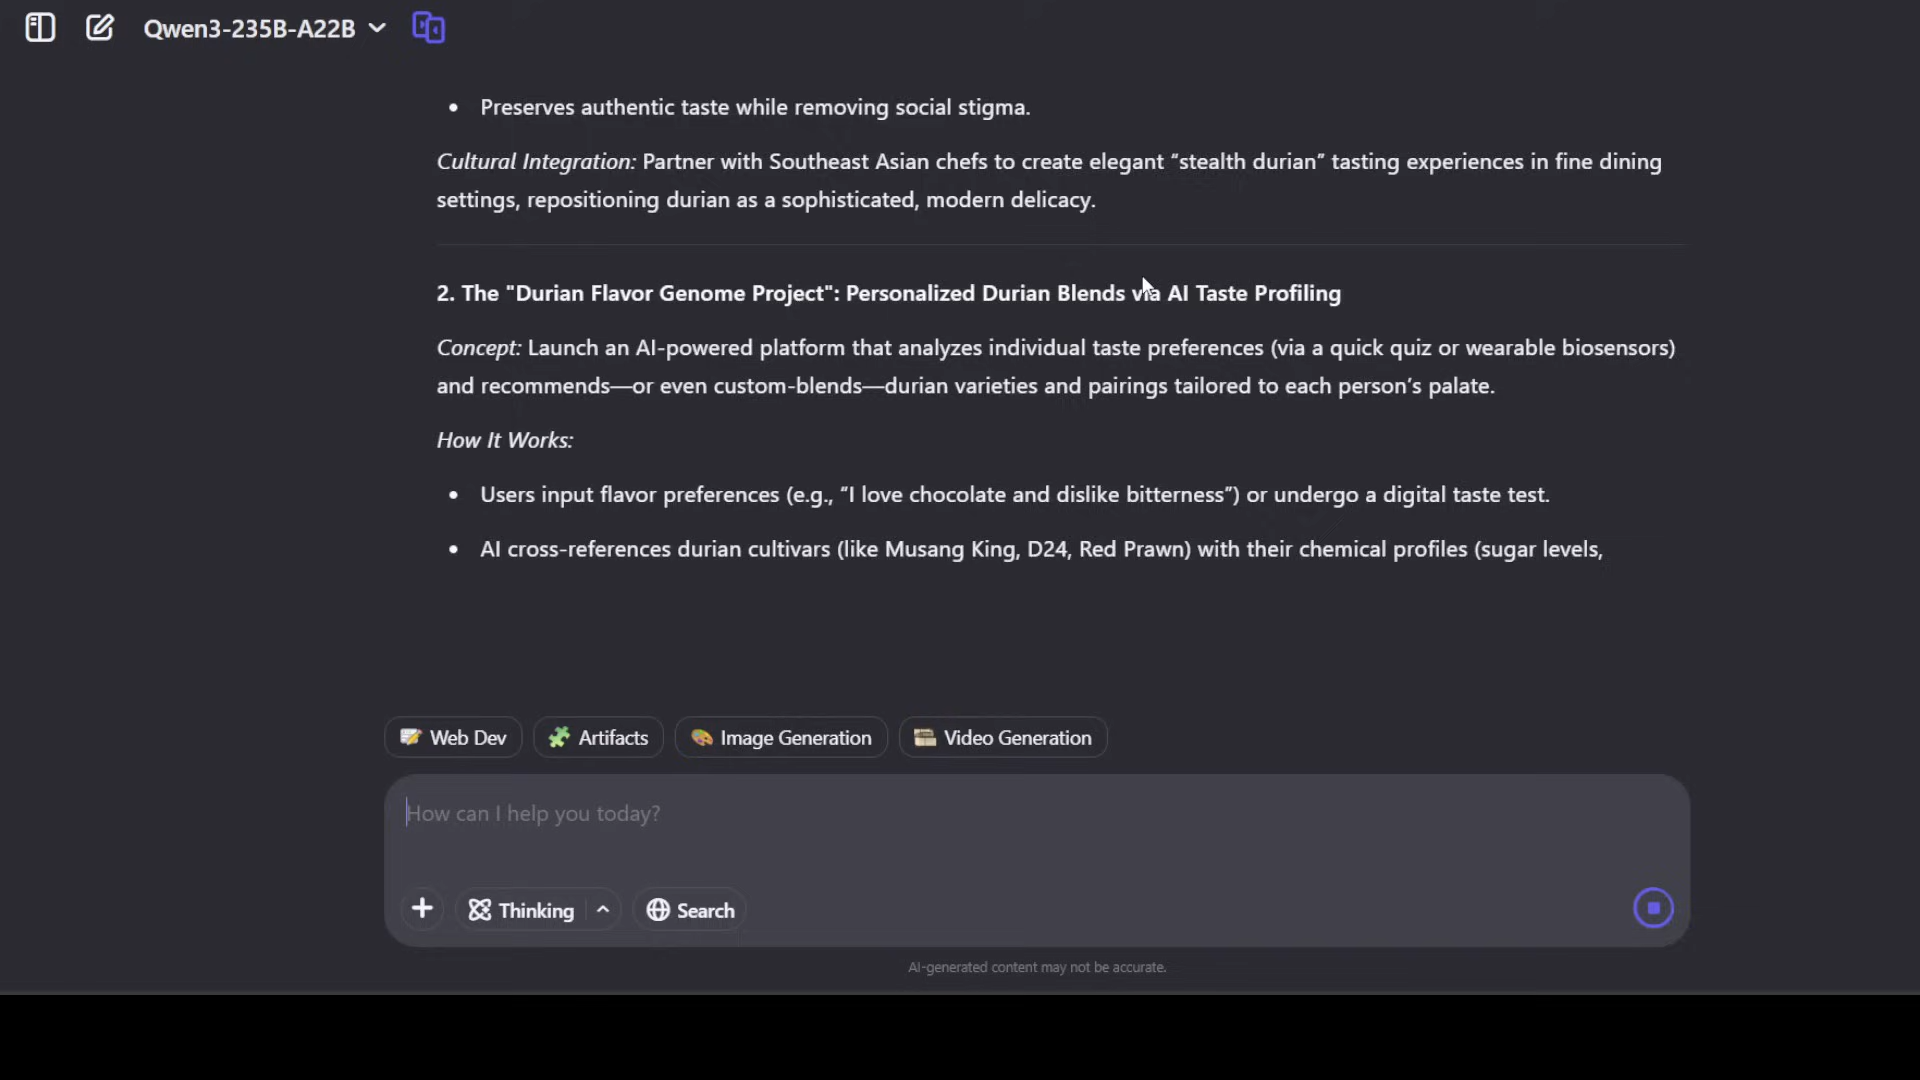 Qwen3-235B-A22B
• Preserves authentic taste while removing social stigma.
Cultural Integration: Partner with Southeast Asian chefs to create elegant “stealth durian” tasting experiences in fine dining
settings, repositioning durian as a sophisticated, modern delicacy.
2. The "Durian Flavor Genome Project": Personalized Durian Blends via AI Taste Profiling
Concept: Launch an AI-powered platform that analyzes individual taste preferences (via a quick quiz or wearable biosensors)
and recommends—or even custom-blends—durian varieties and pairings tailored to each person’s palate.
How It Works:
• Users input flavor preferences (e.g., “I love chocolate and dislike bitterness”) or undergo a digital taste test.
• AI cross-references durian cultivars (like Musang King, D24, Red Prawn) with their chemical profiles (sugar levels,
Web Dev Artifacts Image Generation Video Generation
How can I help you today?
Thinking Search
AI-generated content may not be accurate.